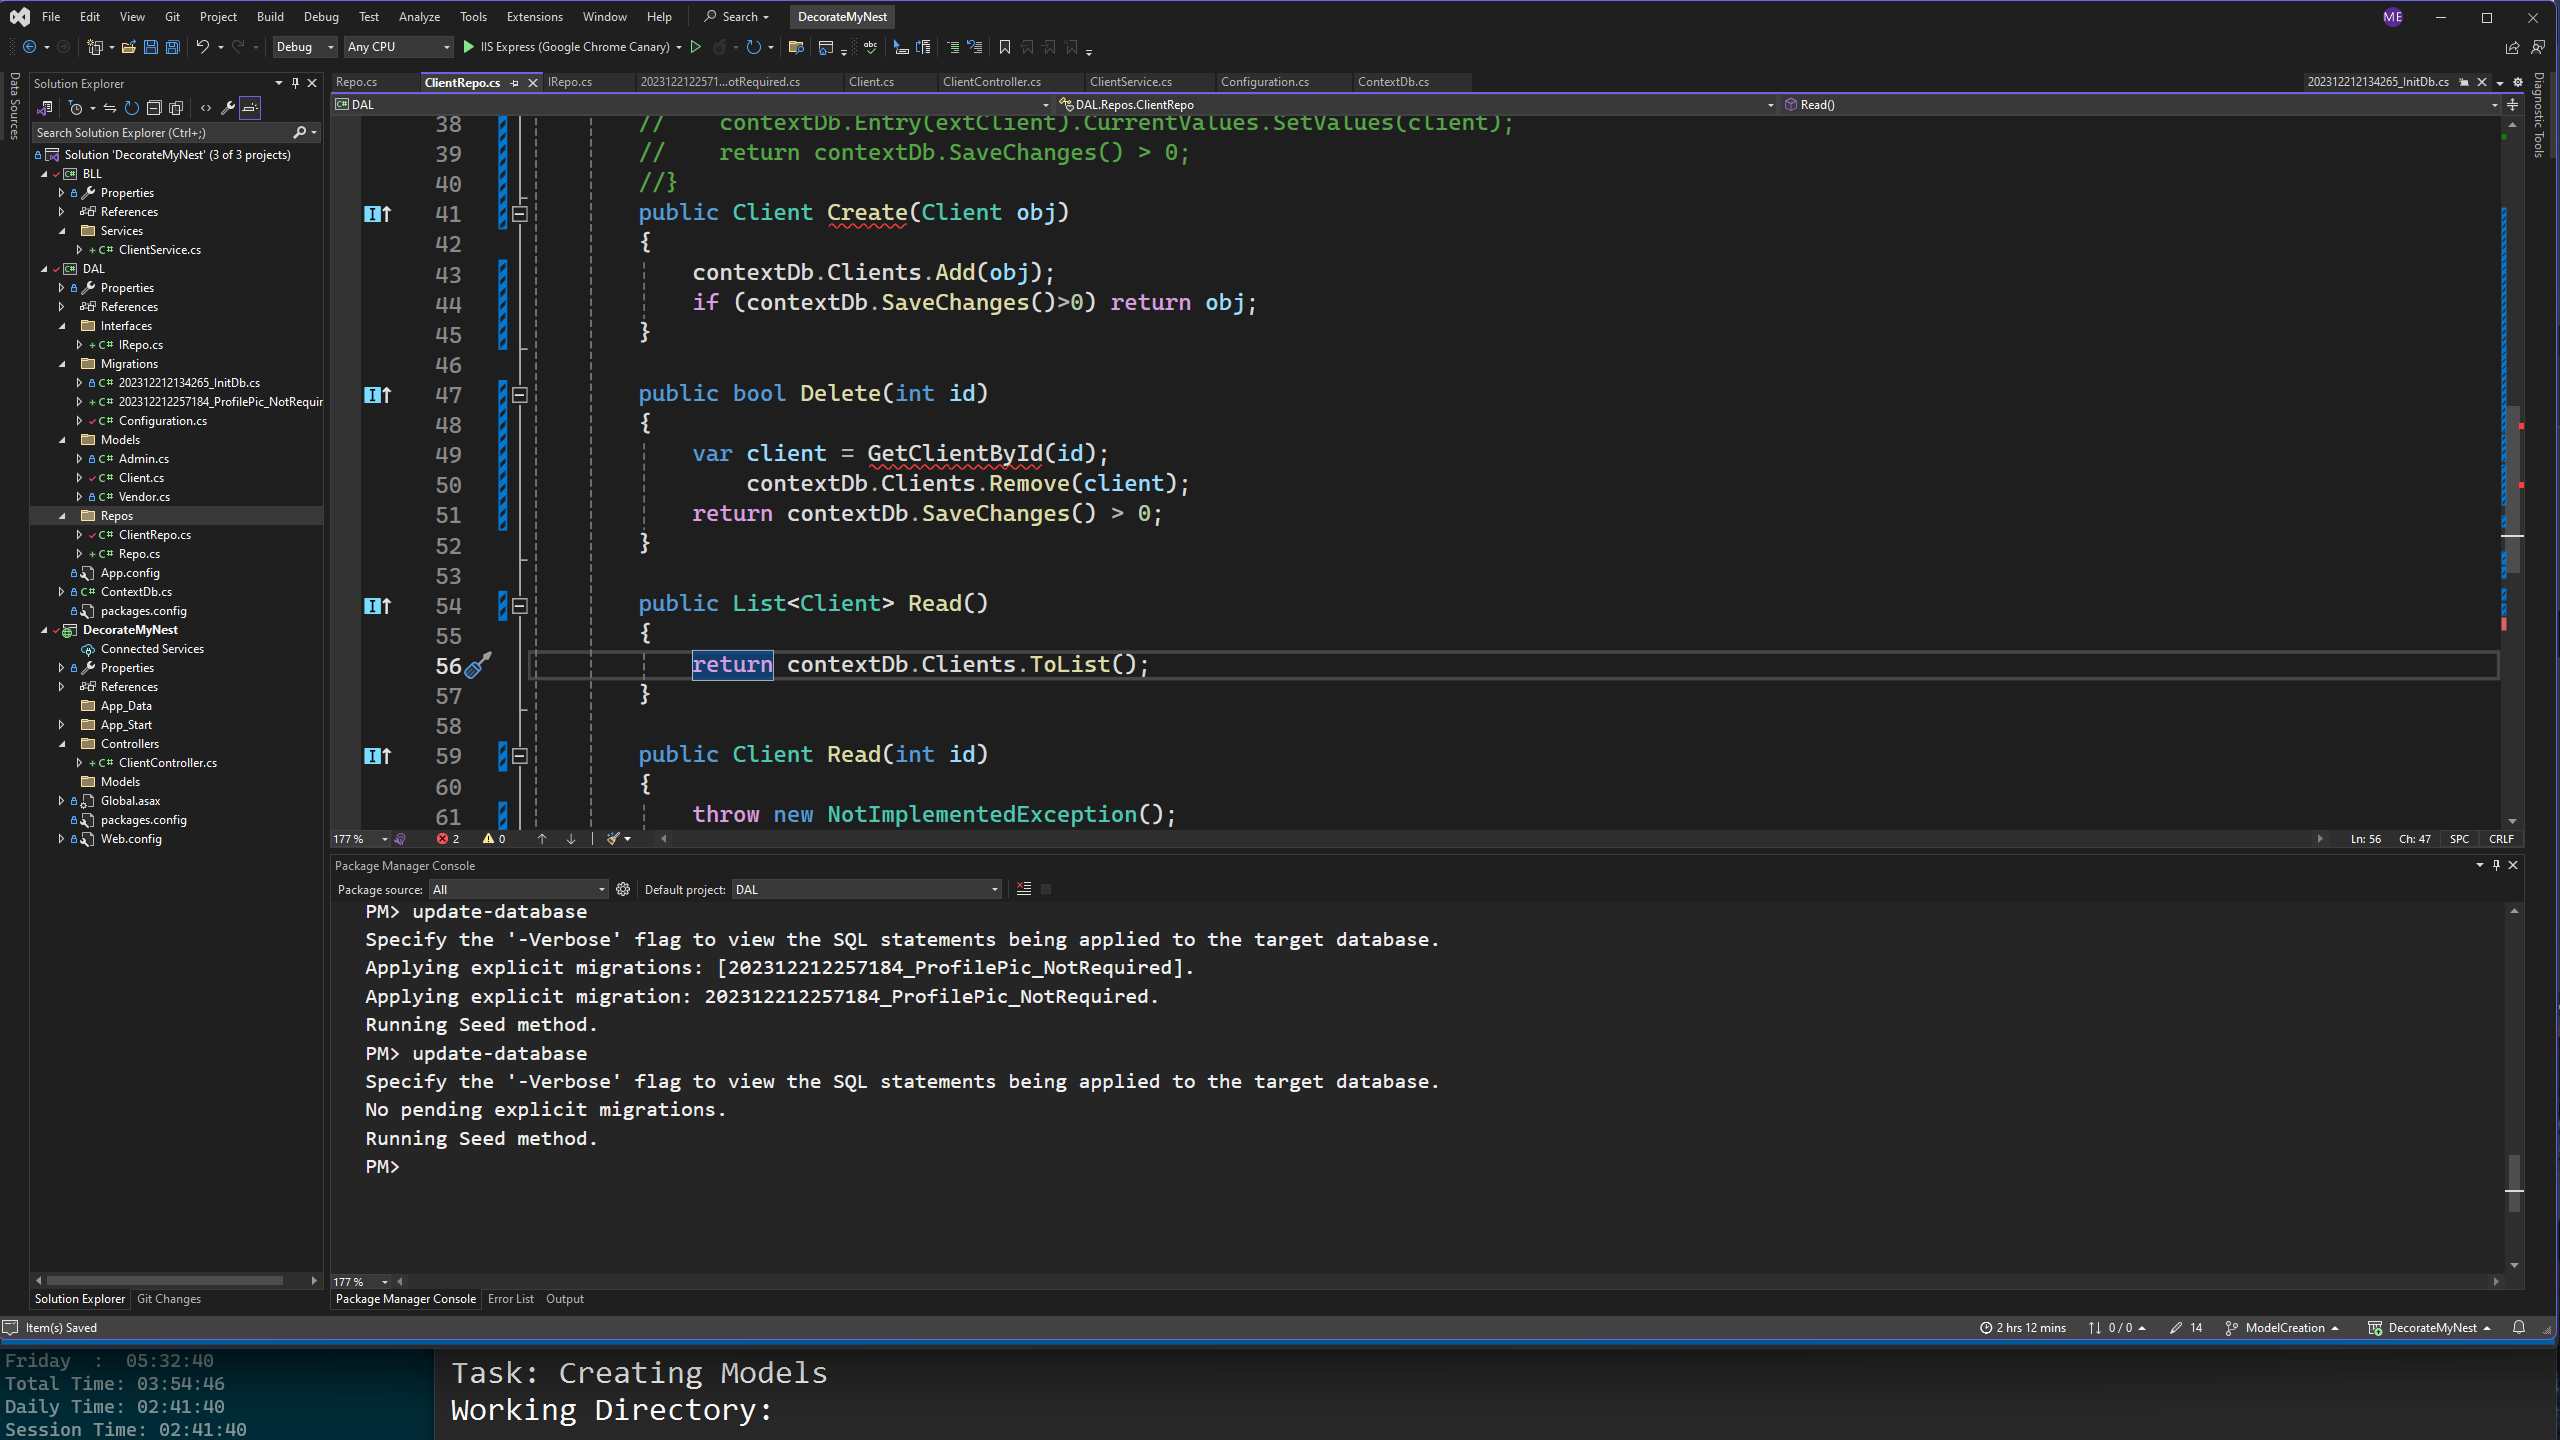 File Edit View Git Project Build Debug Test Analyze Tools Extensions Window Help Search DecorateMyNest ME
Debug Any CPU IIS Express (Google Chrome Canary)
Data Sources
Solution Explorer
Search Solution Explorer (Ctrl+;)
Solution 'DecorateMyNest' (3 of 3 projects)
BLL
Properties
References
Services
C# ClientService.cs
DAL
Properties
References
Interfaces
C# IRepo.cs
Migrations
C# 202312212134265_InitDb.cs
C# 202312212257184_ProfilePic_NotRequir
C# Configuration.cs
Models
C# Admin.cs
C# Client.cs
C# Vendor.cs
Repos
C# ClientRepo.cs
C# Repo.cs
App.config
C# ContextDb.cs
packages.config
DecorateMyNest
Connected Services
Properties
References
App_Data
App_Start
Controllers
C# ClientController.cs
Models
Global.asax
packages.config
Web.config
Solution Explorer Git Changes
Repo.cs ClientRepo.cs IRepo.cs 2023122122571...otRequired.cs Client.cs ClientController.cs ClientService.cs Configuration.cs ContextDb.cs 202312212134265_InitDb.cs
DAL DAL.Repos.ClientRepo Read()
38 // contextDb.Entry(extClient).CurrentValues.SetValues(client);
39 // return contextDb.SaveChanges() > 0;
40 //}
41 public Client Create(Client obj)
42 {
43 contextDb.Clients.Add(obj);
44 if (contextDb.SaveChanges()>0) return obj;
45 }
46
47 public bool Delete(int id)
48 {
49 var client = GetClientById(id);
50 contextDb.Clients.Remove(client);
51 return contextDb.SaveChanges() > 0;
52 }
53
54 public List<Client> Read()
55 {
56 return contextDb.Clients.ToList();
57 }
58
59 public Client Read(int id)
60 {
61 throw new NotImplementedException();
177 % 2 0 Ln: 56 Ch: 47 SPC CRLF
Diagnostic Tools
Package Manager Console
Package source: All Default project: DAL
PM> update-database
Specify the '-Verbose' flag to view the SQL statements being applied to the target database.
Applying explicit migrations: [202312212257184_ProfilePic_NotRequired].
Applying explicit migration: 202312212257184_ProfilePic_NotRequired.
Running Seed method.
PM> update-database
Specify the '-Verbose' flag to view the SQL statements being applied to the target database.
No pending explicit migrations.
Running Seed method.
PM>
177 %
Package Manager Console Error List Output
Item(s) Saved 2 hrs 12 mins 0 / 0 14 ModelCreation DecorateMyNest
Friday : 05:32:40
Total Time: 03:54:46
Daily Time: 02:41:40
Session Time: 02:41:40
Task: Creating Models
Working Directory: